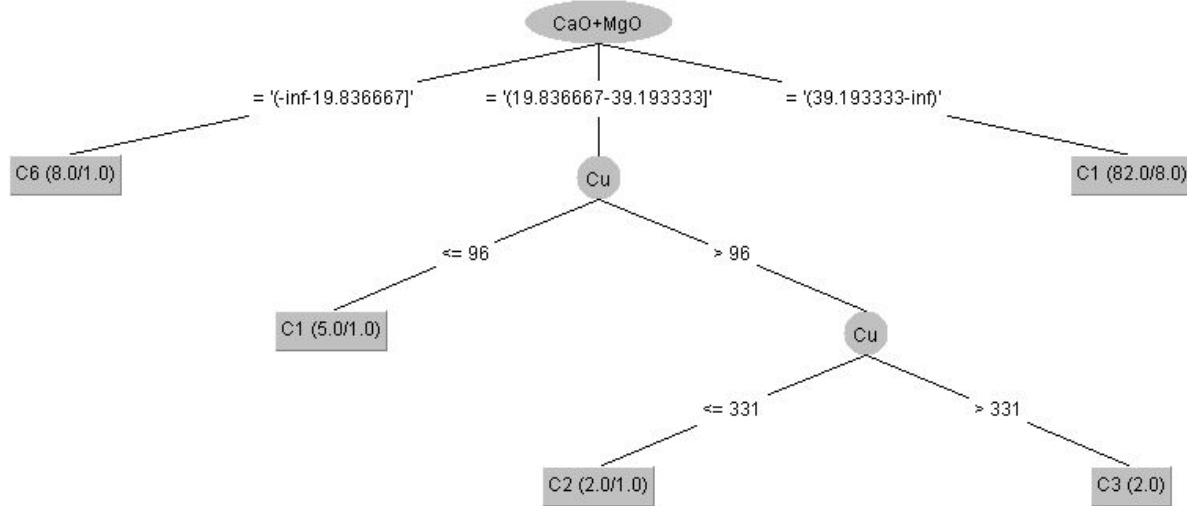 CaO+MgO
= '(-inf-19.836667]'
= '(19.836667-39.193333]'
= '(39.193333-inf)'
C6 (8.0/1.0)
Cu
C1 (82.0/8.0)
<= 96
> 96
C1 (5.0/1.0)
Cu
<= 331
> 331
C2 (2.0/1.0)
C3 (2.0)